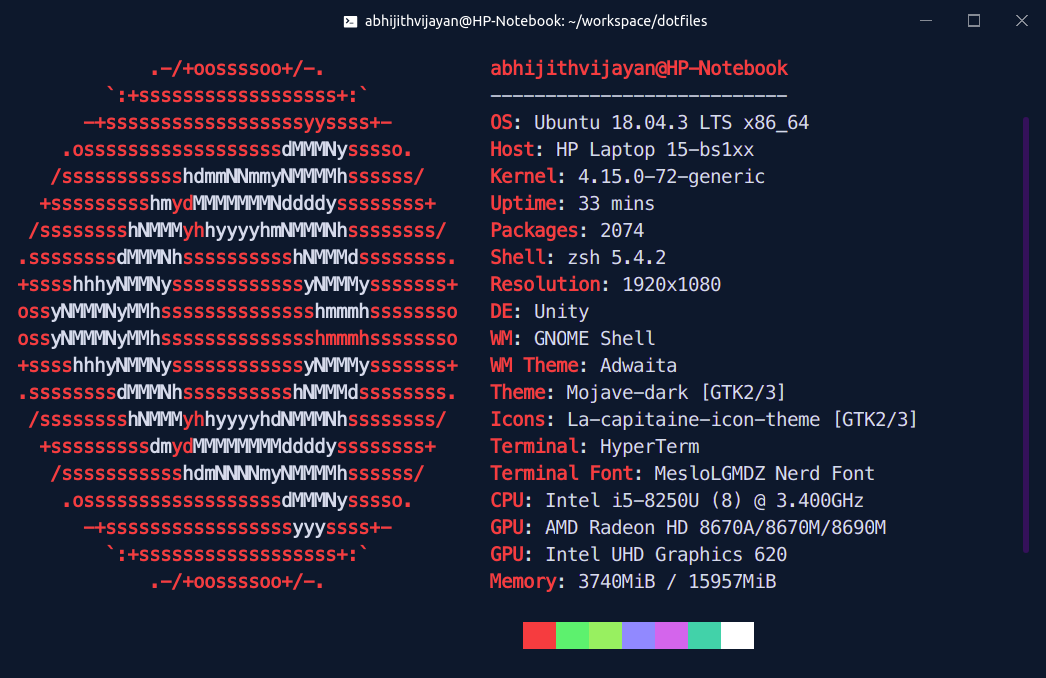 abhijithvijayan@HP-Notebook: ~/workspace/dotfiles
.-/+oossssoo+/-.
`:+ssssssssssssssssss+:`
-+ssssssssssssssssssyyssss+-
.ossssssssssssssssssdMMMNysssso.
/ssssssssssshdmmNNmmyNMMMMhssssss/
+ssssssssshmydMMMMMMMNddddyssssssss+
/sssssssshNMMMyhhyyyyhmNMMMNhssssssss/
.ssssssssdMMMNhsssssssssshNMMMdssssssss.
+sssshhhyNMMNyssssssssssssyNMMMysssssss+
ossyNMMMNyMMhsssssssssssssshmmmhssssssso
ossyNMMMNyMMhsssssssssssssshmmmhssssssso
+sssshhhyNMMNyssssssssssssyNMMMysssssss+
.ssssssssdMMMNhsssssssssshNMMMdssssssss.
/sssssssshNMMMyhhyyyyhdNMMMNhssssssss/
+sssssssssdmydMMMMMMMMddddyssssssss+
/ssssssssssshdmNNNNmyNMMMMhssssss/
.ossssssssssssssssssdMMMNysssso.
-+sssssssssssssssssyyyssss+-
`:+ssssssssssssssssss+:`
.-/+oossssoo+/-.
abhijithvijayan@HP-Notebook
---------------------------
OS: Ubuntu 18.04.3 LTS x86_64
Host: HP Laptop 15-bs1xx
Kernel: 4.15.0-72-generic
Uptime: 33 mins
Packages: 2074
Shell: zsh 5.4.2
Resolution: 1920x1080
DE: Unity
WM: GNOME Shell
WM Theme: Adwaita
Theme: Mojave-dark [GTK2/3]
Icons: La-capitaine-icon-theme [GTK2/3]
Terminal: HyperTerm
Terminal Font: MesloLGMDZ Nerd Font
CPU: Intel i5-8250U (8) @ 3.400GHz
GPU: AMD Radeon HD 8670A/8670M/8690M
GPU: Intel UHD Graphics 620
Memory: 3740MiB / 15957MiB